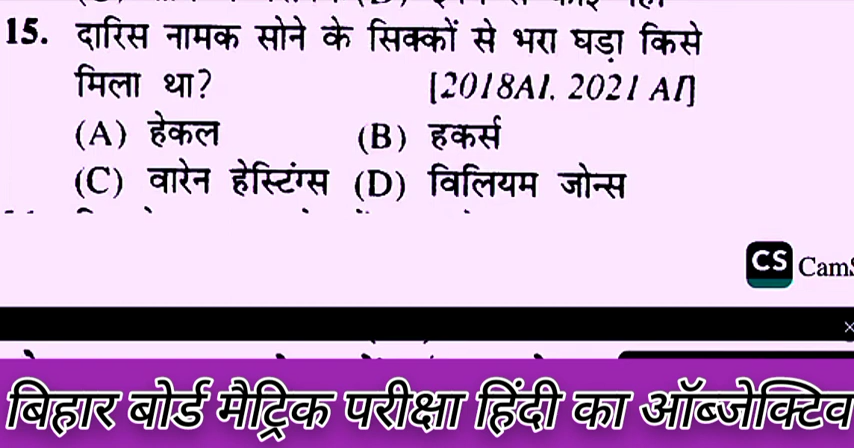 15. दारिस नामक सोने के सिक्कों से भरा घड़ा किसे
मिला था? [2018AI, 2021 AI]
(A) हेकल (B) हकर्स
(C) वारेन हेस्टिंग्स (D) विलियम जोन्स
CS
बिहार बोर्ड मैट्रिक परीक्षा हिंदी का ऑब्जेक्टिव